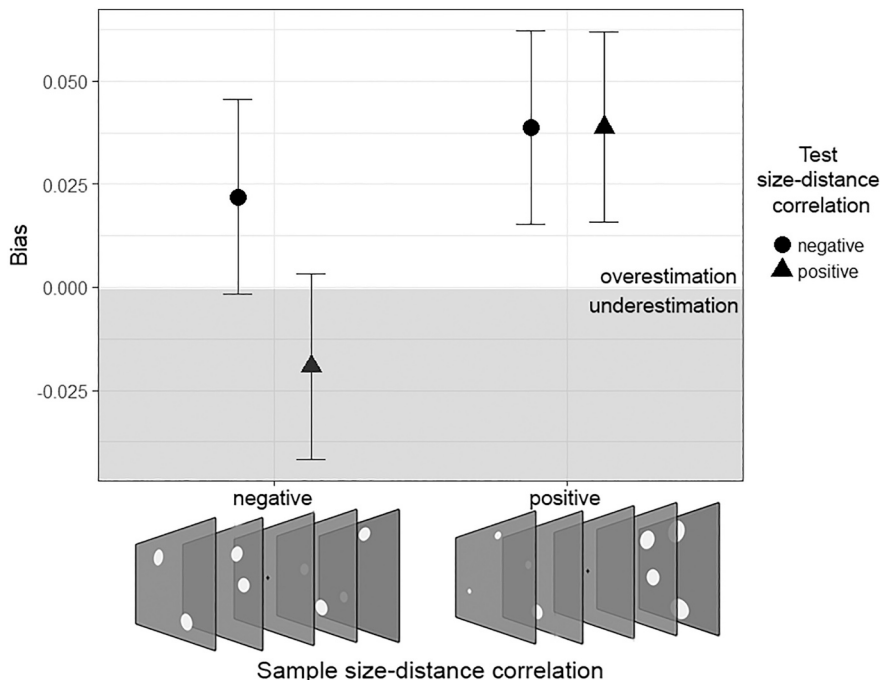 0.050
0.025
0.000
-0.025
Bias
overestimation
underestimation
Test
size-distance
correlation
negative
positive
negative
positive
Sample size-distance correlation